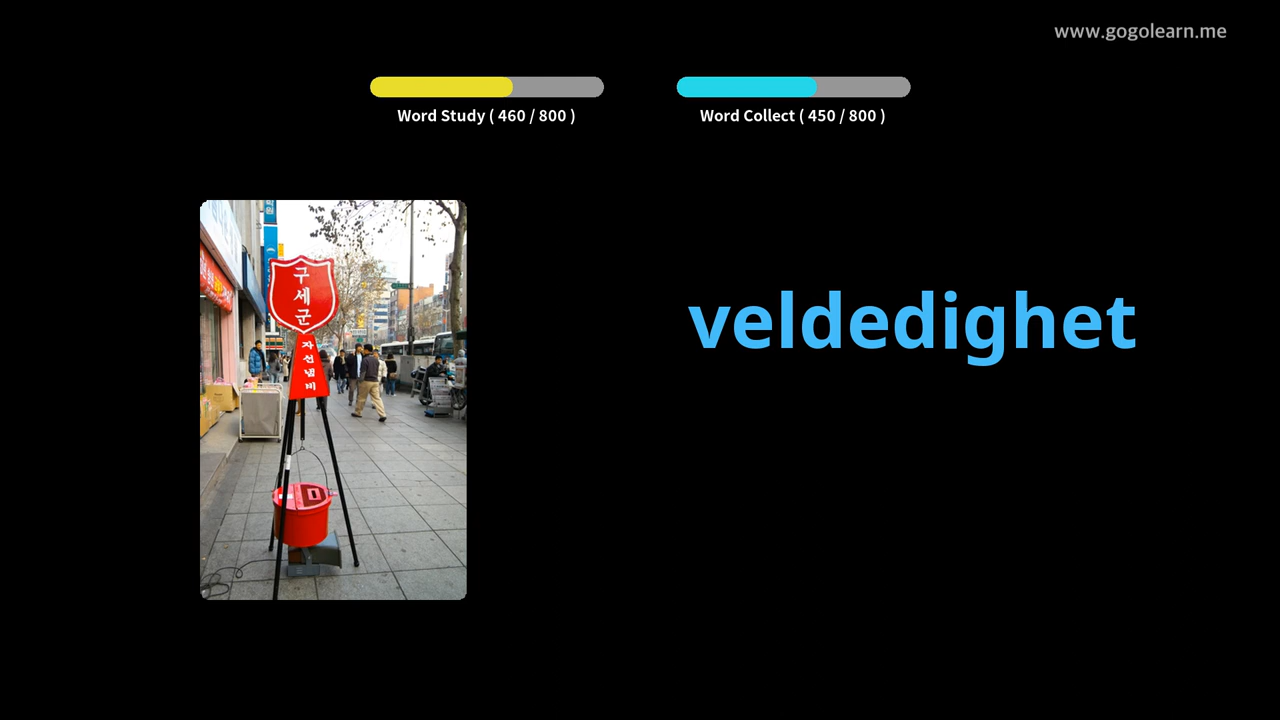 www.gogolearn.me
Word Study ( 460 / 800 )
Word Collect ( 450 / 800 )
veldedighet
구
세
군
자
선
냄
비